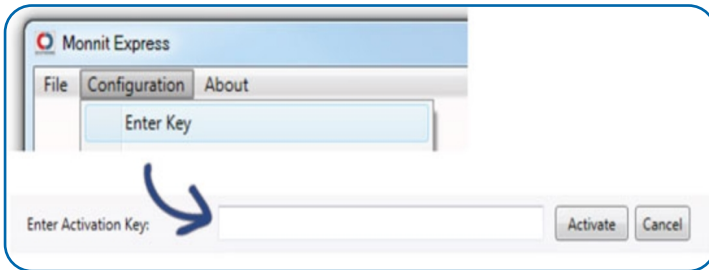 Monnit Express
File Configuration About
Enter Key
Enter Activation Key: Activate Cancel